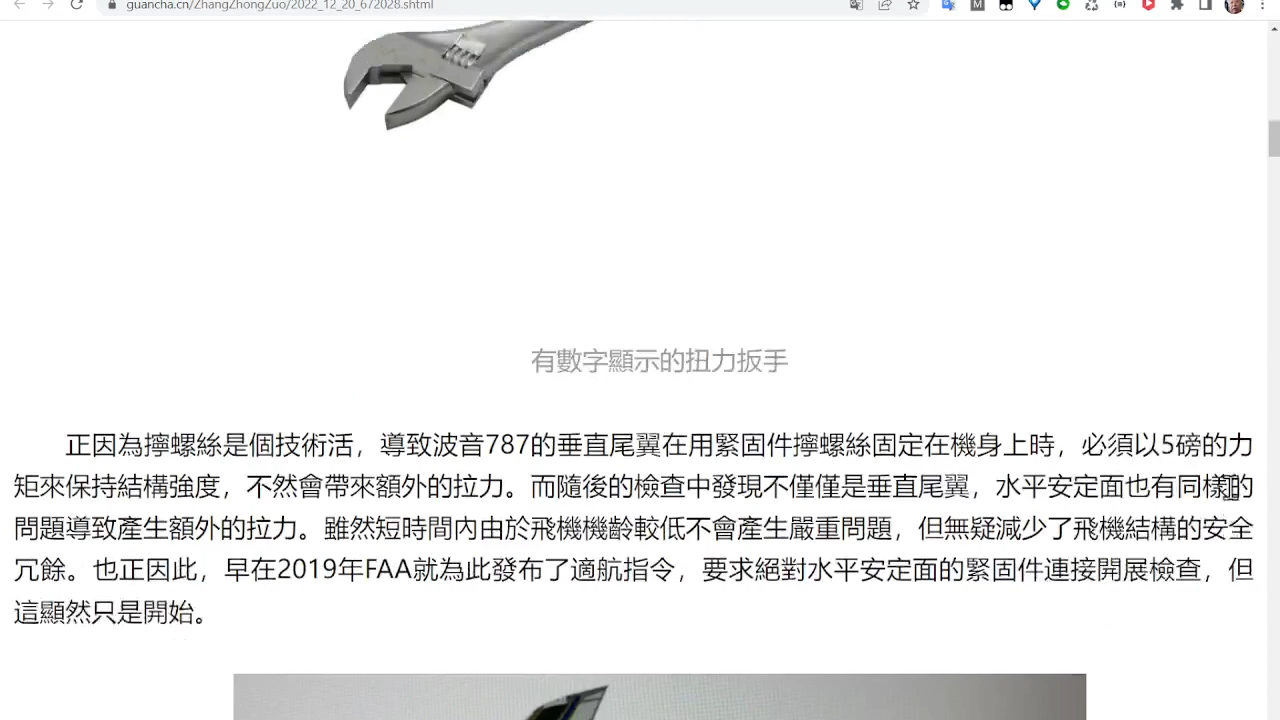 guancha.cn/ZhangZhongZuo/2022_12_20_672028.shtml
有數字顯示的扭力扳手
正因為擰螺絲是個技術活，導致波音787的垂直尾翼在用緊固件擰螺絲固定在機身上時，必須以5磅的力
矩來保持結構強度，不然會帶來額外的拉力。而隨後的檢查中發現不僅僅是垂直尾翼，水平安定面也有同樣的
問題導致產生額外的拉力。雖然短時間內由於飛機機齡較低不會產生嚴重問題，但無疑減少了飛機結構的安全
冗餘。也正因此，早在2019年FAA就為此發布了適航指令，要求絕對水平安定面的緊固件連接開展檢查，但
這顯然只是開始。